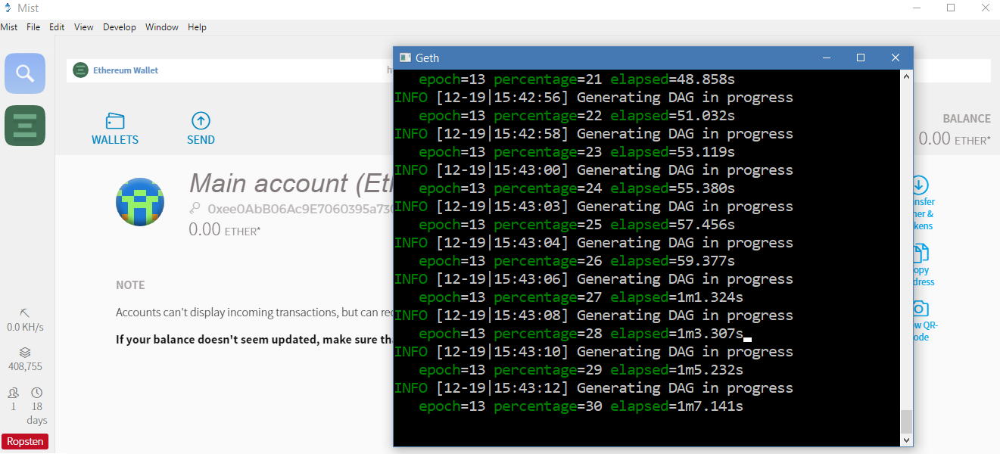 Mist
Mist File Edit View Develop Window Help
Ethereum Wallet
WALLETS
SEND
BALANCE
0.00 ETHER*
Main account (Et
0xee0AbB06Ac9E7060395a73
0.00 ETHER*
NOTE
Accounts can't display incoming transactions, but can rec
If your balance doesn't seem updated, make sure tha
nsfer
her &
kens
opy
dress
ow QR-
ode
0.0 KH/s
408,755
1 18
days
Ropsten
Geth
epoch=13 percentage=21 elapsed=48.858s
INFO [12-19|15:42:56] Generating DAG in progress
epoch=13 percentage=22 elapsed=51.032s
INFO [12-19|15:42:58] Generating DAG in progress
epoch=13 percentage=23 elapsed=53.119s
INFO [12-19|15:43:00] Generating DAG in progress
epoch=13 percentage=24 elapsed=55.380s
INFO [12-19|15:43:03] Generating DAG in progress
epoch=13 percentage=25 elapsed=57.456s
INFO [12-19|15:43:04] Generating DAG in progress
epoch=13 percentage=26 elapsed=59.377s
INFO [12-19|15:43:06] Generating DAG in progress
epoch=13 percentage=27 elapsed=1m1.324s
INFO [12-19|15:43:08] Generating DAG in progress
epoch=13 percentage=28 elapsed=1m3.307s
INFO [12-19|15:43:10] Generating DAG in progress
epoch=13 percentage=29 elapsed=1m5.232s
INFO [12-19|15:43:12] Generating DAG in progress
epoch=13 percentage=30 elapsed=1m7.141s